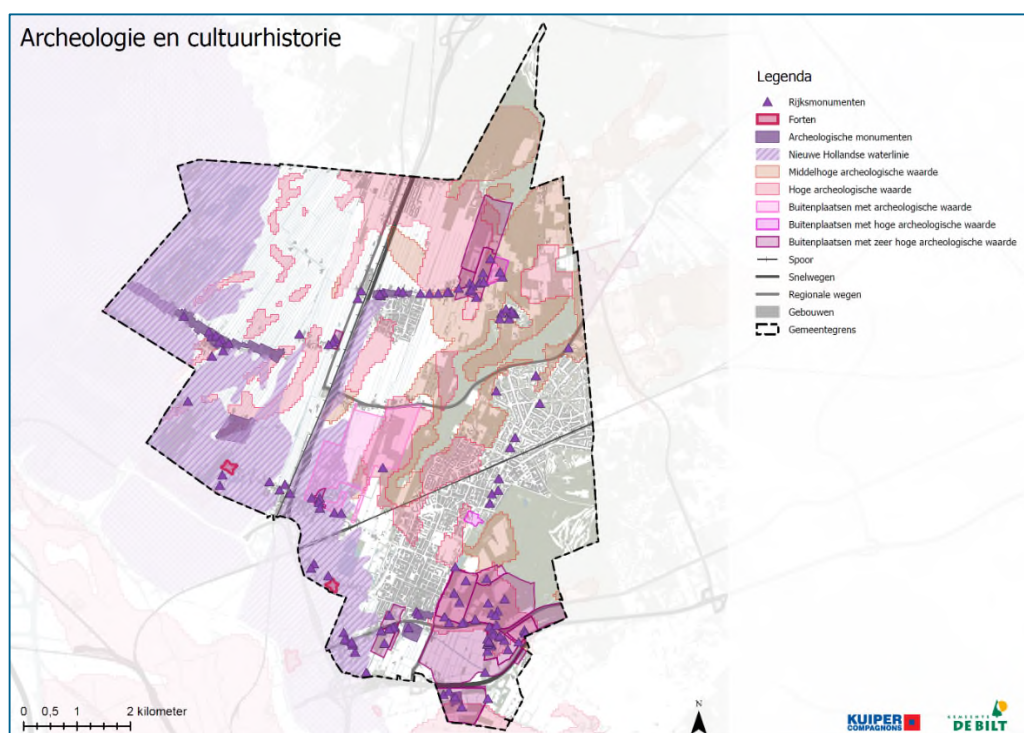 Archeologie en cultuurhistorie
Legenda
Rijksmonumenten
Forten
Archeologische monumenten
Nieuwe Hollandse waterlinie
Middelhoge archeologische waarde
Hoge archeologische waarde
Buitenplaatsen met archeologische waarde
Buitenplaatsen met hoge archeologische waarde
Buitenplaatsen met zeer hoge archeologische waarde
Spoor
Snelwegen
Regionale wegen
Gebouwen
Gemeentegrens
0 0,5 1 2 kilometer
N
KUIPER
COMPAGNONS
GEMEENTE
DE BILT